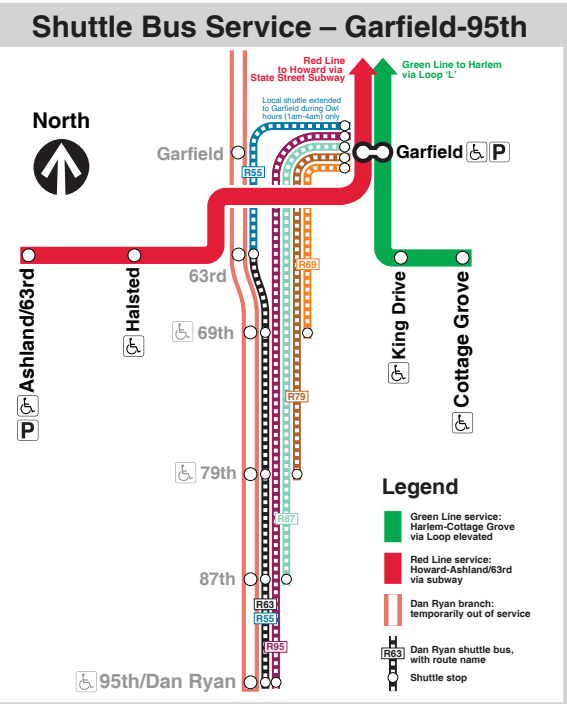 Shuttle Bus Service – Garfield-95th
Red Line
to Howard via
State Street Subway
Green Line to Harlem
via Loop ‘L’
Local shuttle extended
to Garfield during Owl
hours (1am-4am) only
North
Garfield
Garfield
P
R55
63rd
R69
Ashland/63rd
P
Halsted
King Drive
Cottage Grove
69th
R79
79th
R87
87th
R63
R55
R95
95th/Dan Ryan
Legend
Green Line service:
Harlem-Cottage Grove
via Loop elevated
Red Line service:
Howard-Ashland/63rd
via subway
Dan Ryan branch:
temporarily out of service
R63
Dan Ryan shuttle bus,
with route name
Shuttle stop